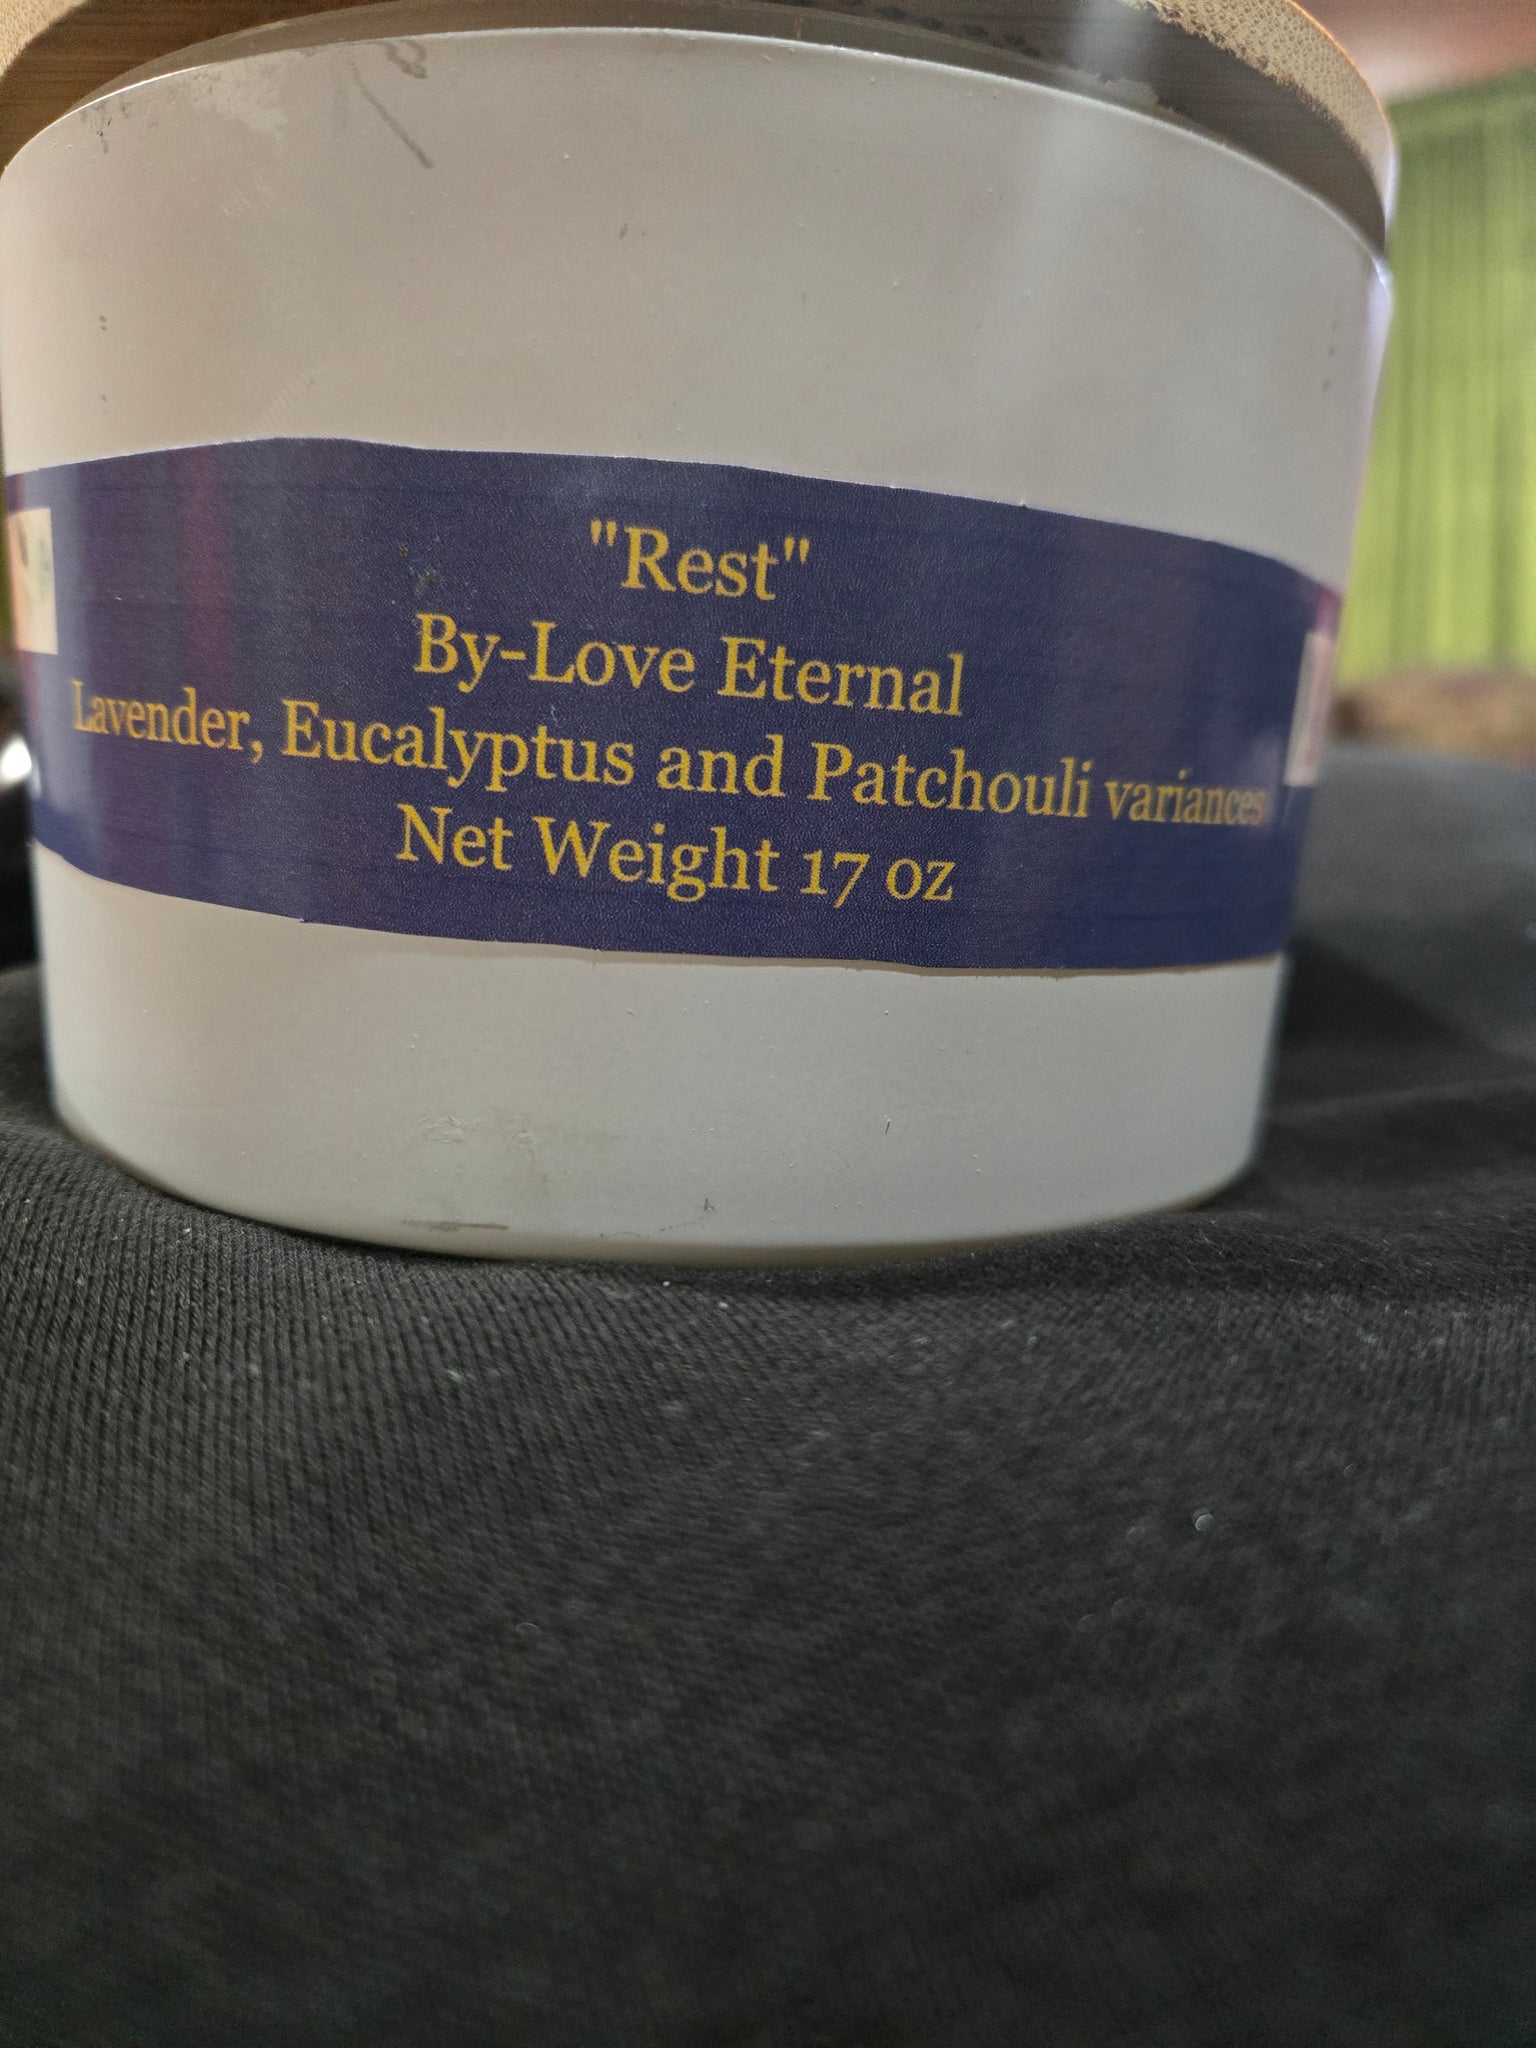 "Rest"
By-Love Eternal
Lavender, Eucalyptus and Patchouli variances
Net Weight 17 oz